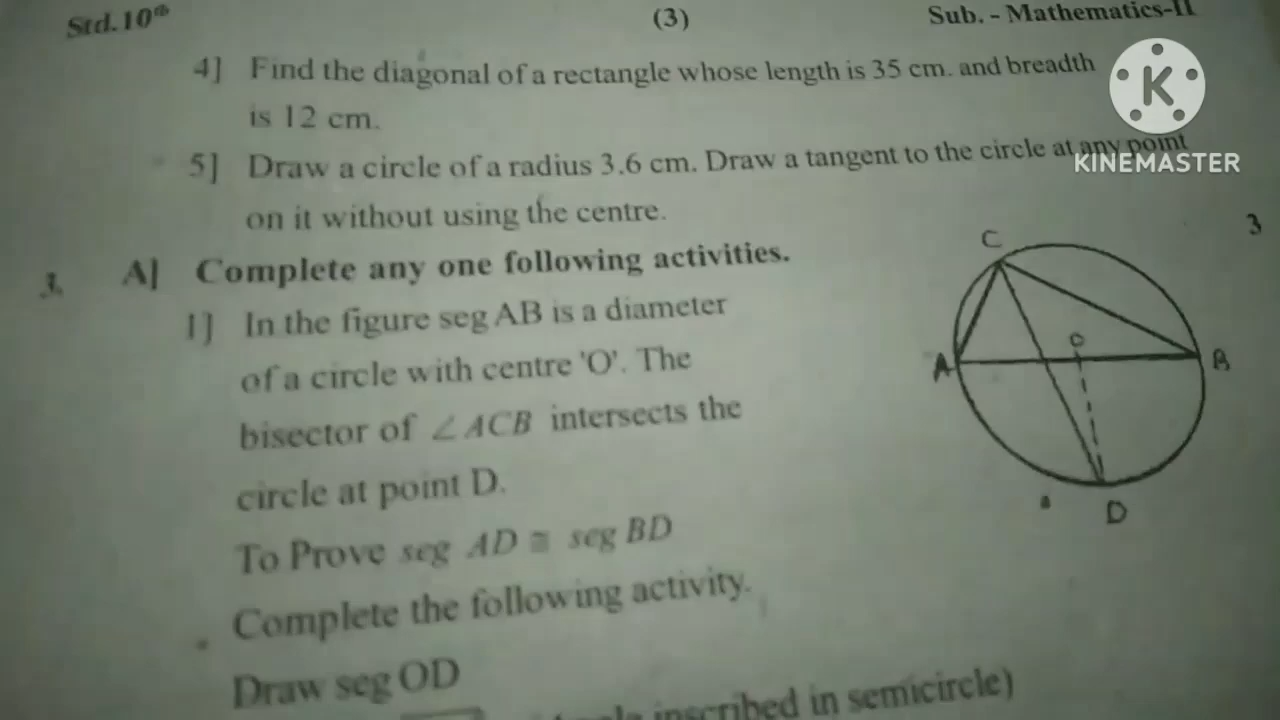 Std. 10th (3) Sub. - Mathematics-II
4] Find the diagonal of a rectangle whose length is 35 cm. and breadth
is 12 cm.
K
KINEMASTER
5] Draw a circle of a radius 3.6 cm. Draw a tangent to the circle at any point
on it without using the centre.
3
3. A] Complete any one following activities.
1] In the figure seg AB is a diameter
of a circle with centre 'O'. The
bisector of ∠ACB intersects the
circle at point D.
To Prove seg AD ≅ seg BD
Complete the following activity.
Draw seg OD
inscribed in semicircle)
C
O
A
B
D